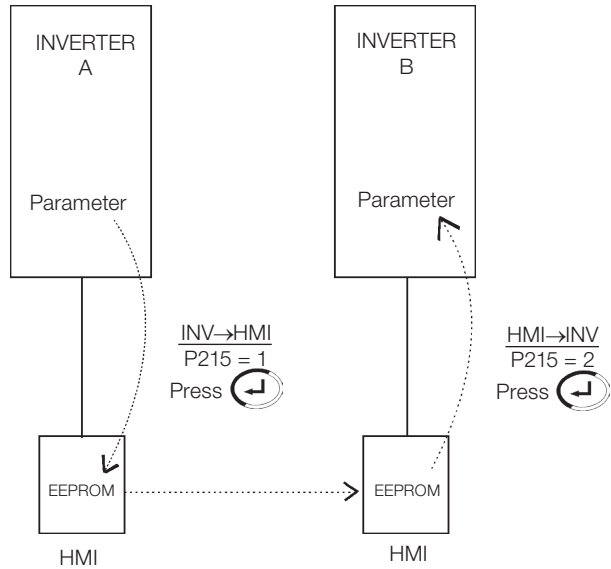 INVERTER
A
Parameter
INV→HMI
P215 = 1
Press
EEPROM
HMI
INVERTER
B
Parameter
HMI→INV
P215 = 2
Press
EEPROM
HMI